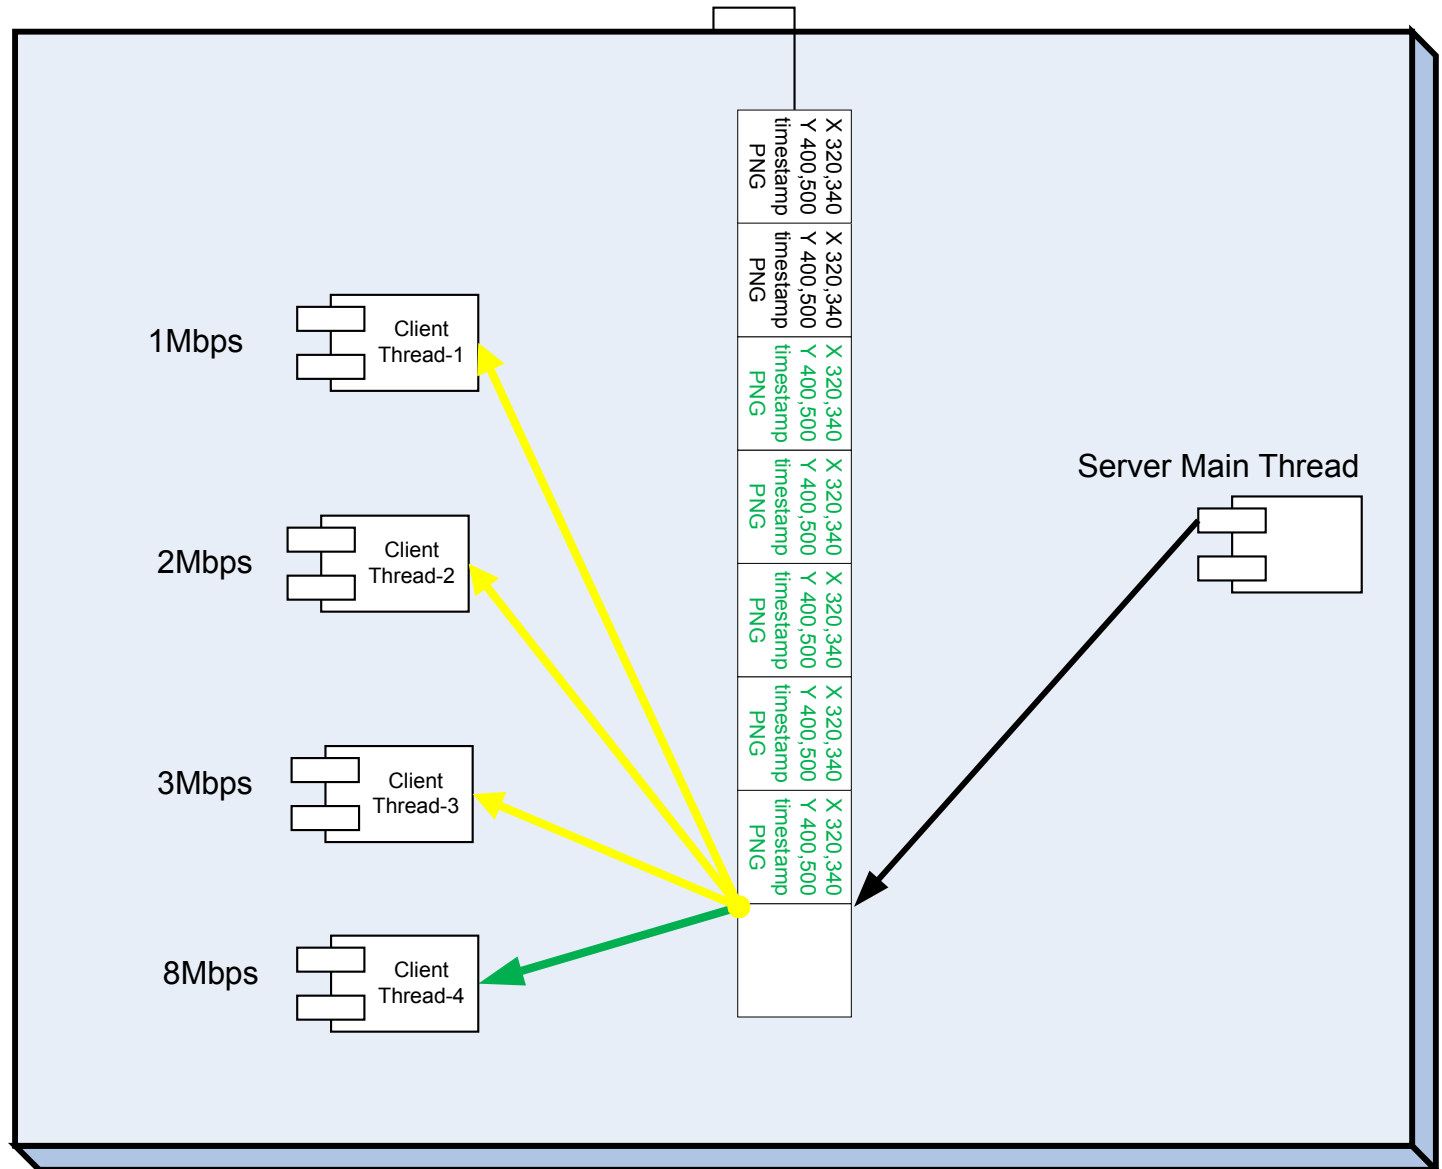 X 320,340
Y 400,500
timestamp
PNG
X 320,340
Y 400,500
timestamp
PNG
X 320,340
Y 400,500
timestamp
PNG
X 320,340
Y 400,500
timestamp
PNG
X 320,340
Y 400,500
timestamp
PNG
X 320,340
Y 400,500
timestamp
PNG
X 320,340
Y 400,500
timestamp
PNG
1Mbps
Client
Thread-1
2Mbps
Client
Thread-2
3Mbps
Client
Thread-3
8Mbps
Client
Thread-4
Server Main Thread